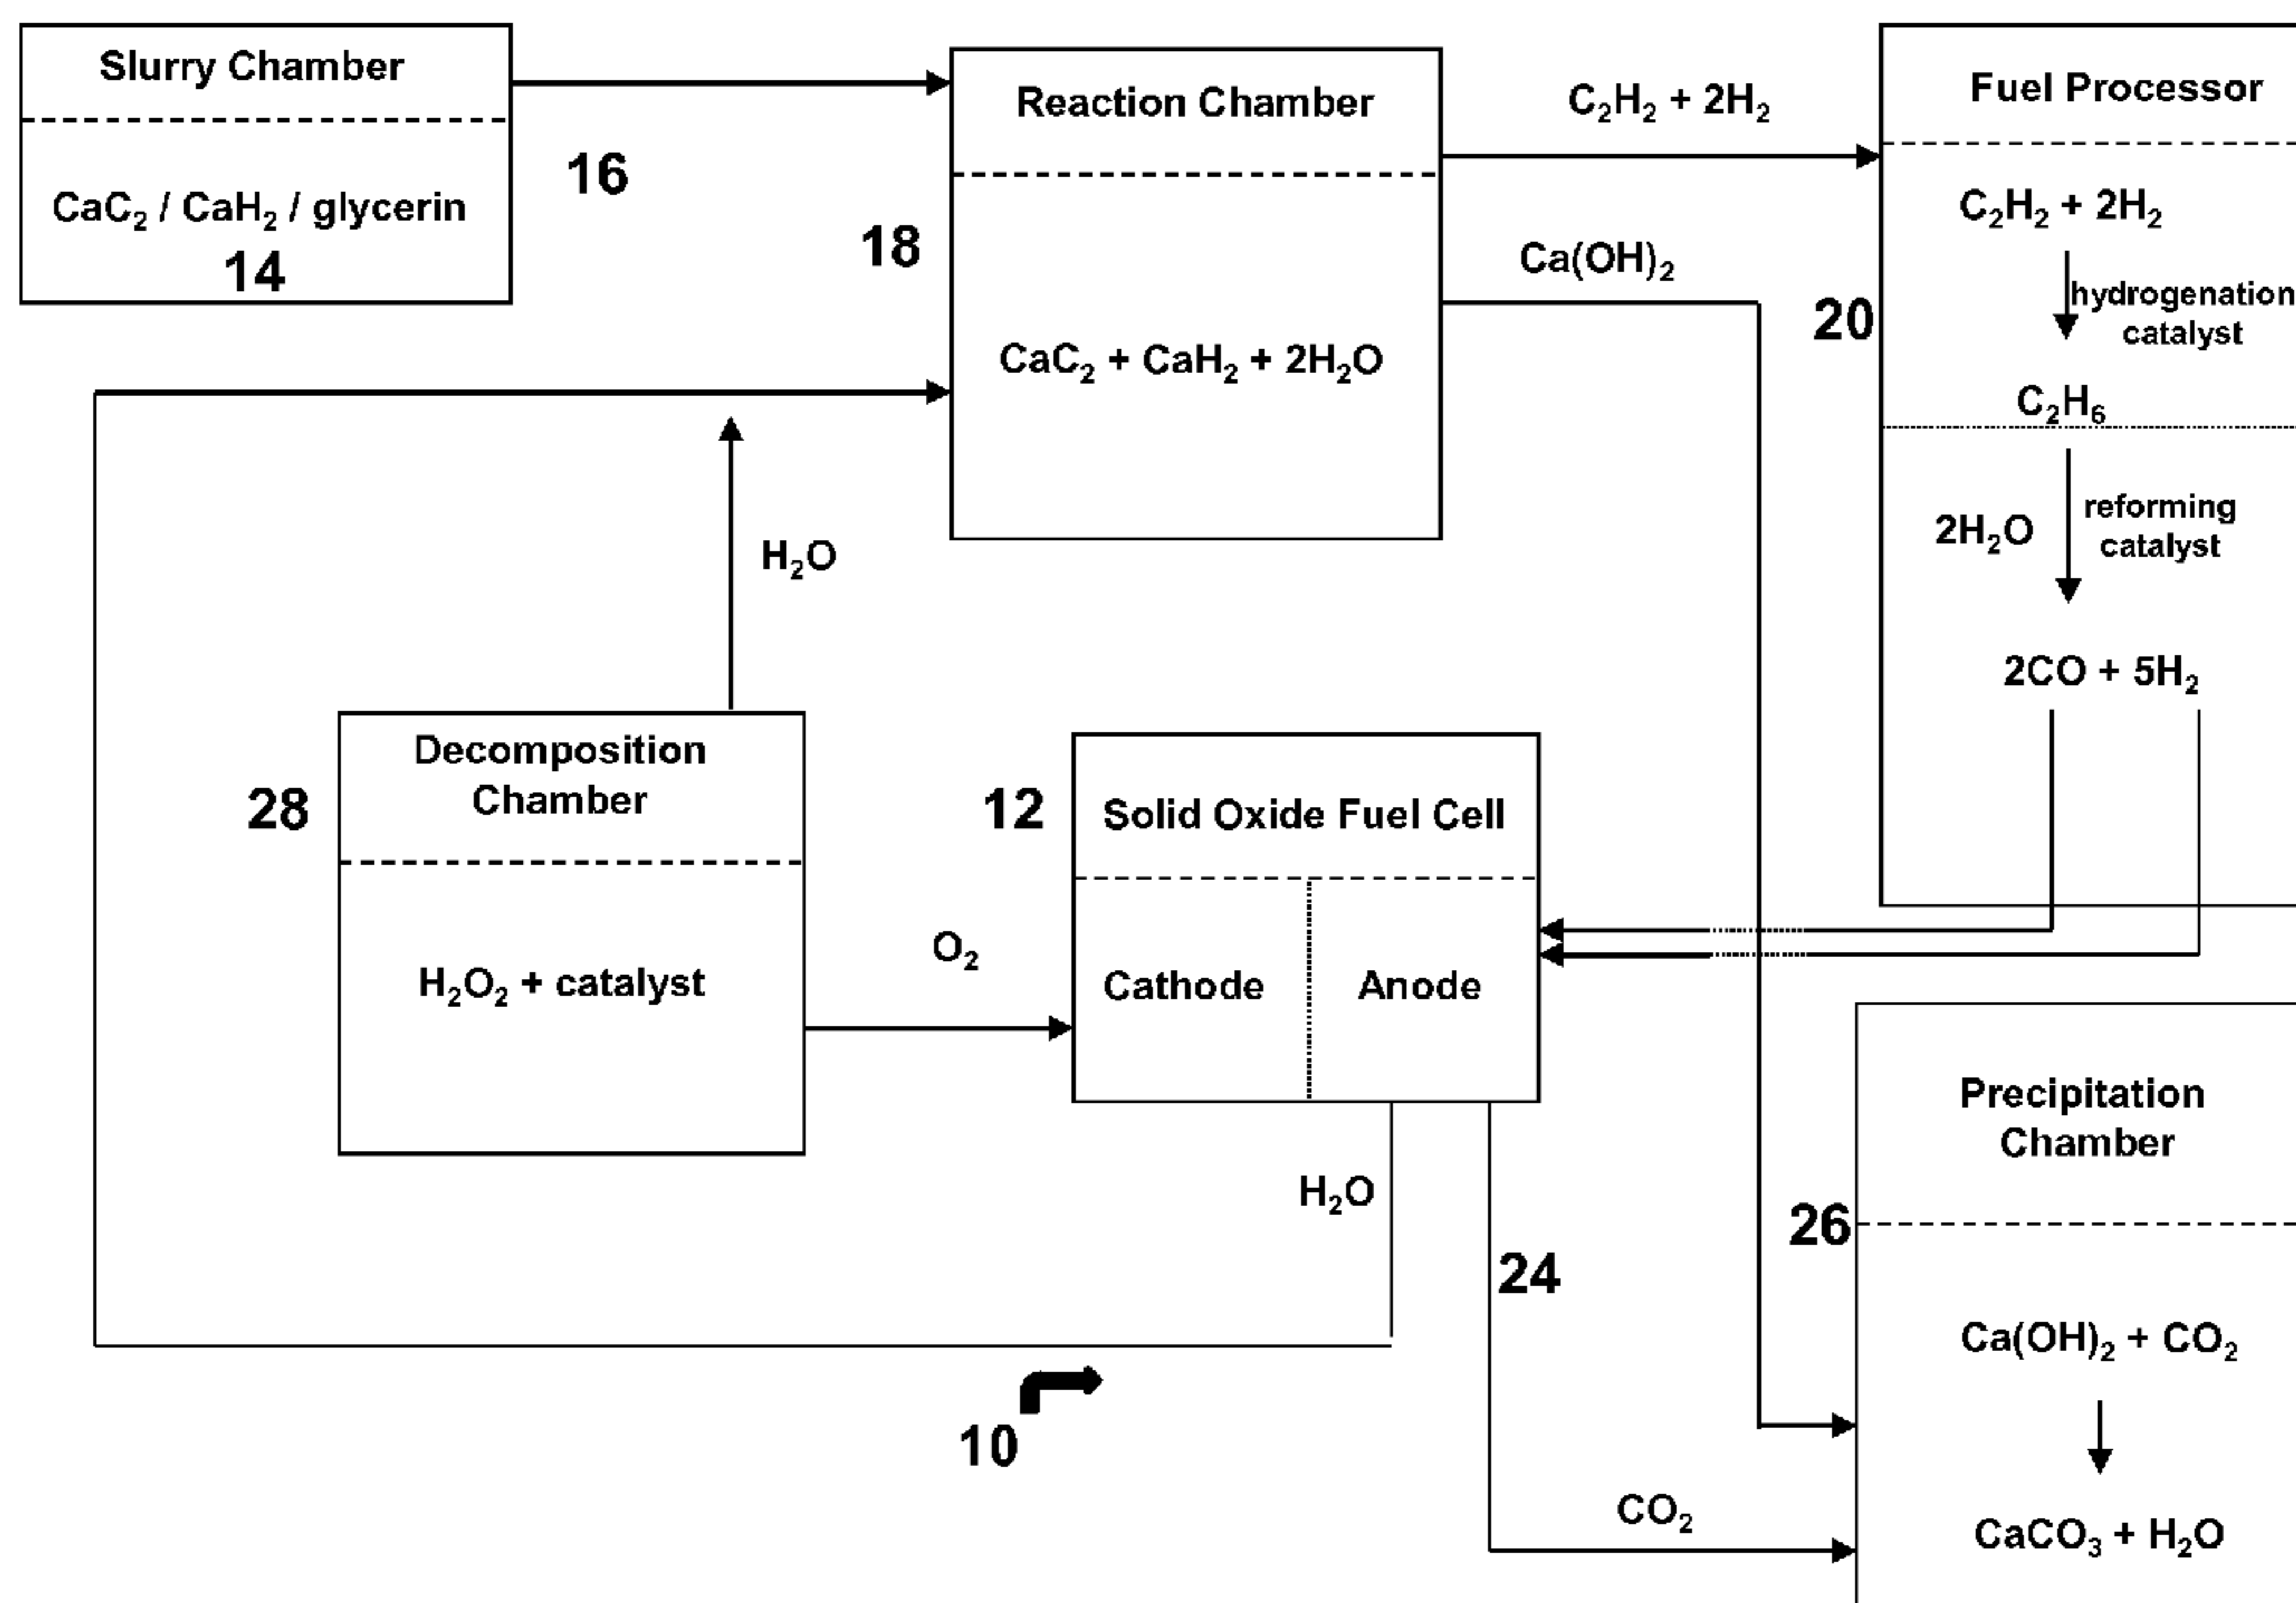 Slurry Chamber
CaC₂ / CaH₂ / glycerin
14
16
Reaction Chamber
18
CaC₂ + CaH₂ + 2H₂O
C₂H₂ + 2H₂
Ca(OH)₂
Fuel Processor
C₂H₂ + 2H₂
20
hydrogenation
catalyst
C₂H₆
2H₂O
reforming
catalyst
2CO + 5H₂
H₂O
Decomposition
Chamber
28
H₂O₂ + catalyst
O₂
12
Solid Oxide Fuel Cell
Cathode
Anode
H₂O
24
10
CO₂
Precipitation
Chamber
26
Ca(OH)₂ + CO₂
CaCO₃ + H₂O